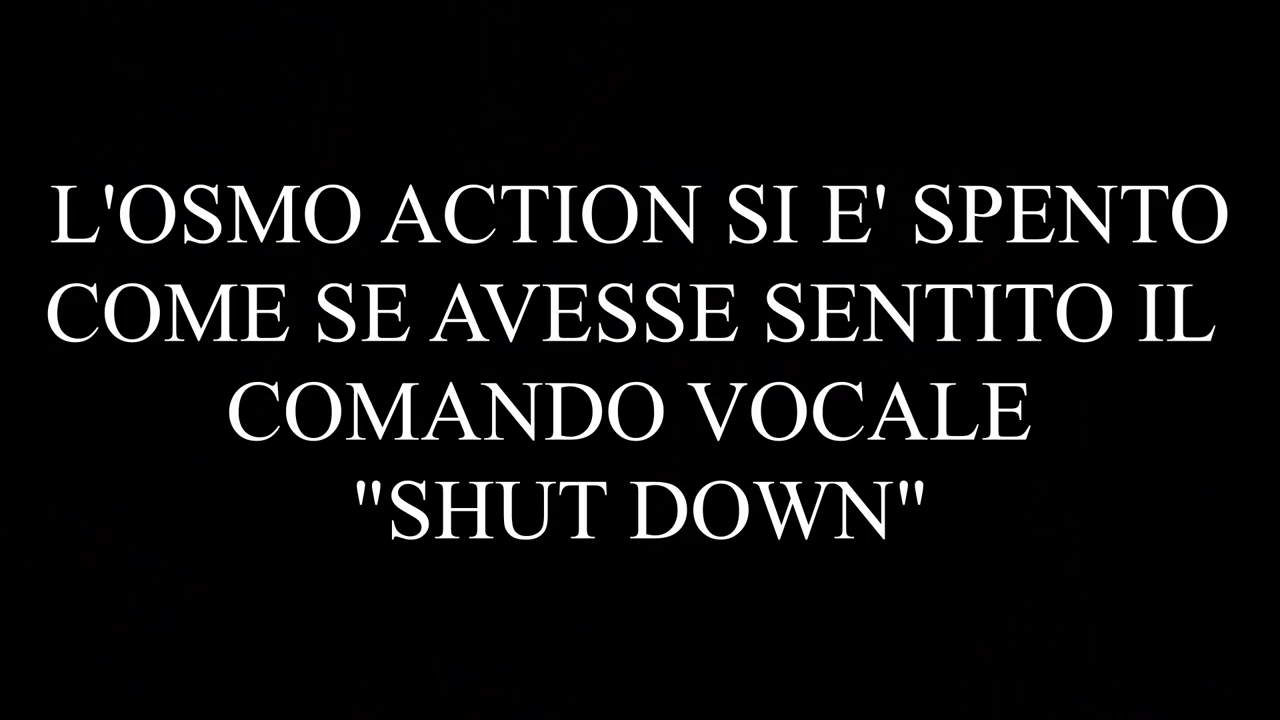 L'OSMO ACTION SI E' SPENTO
COME SE AVESSE SENTITO IL
COMANDO VOCALE
"SHUT DOWN"